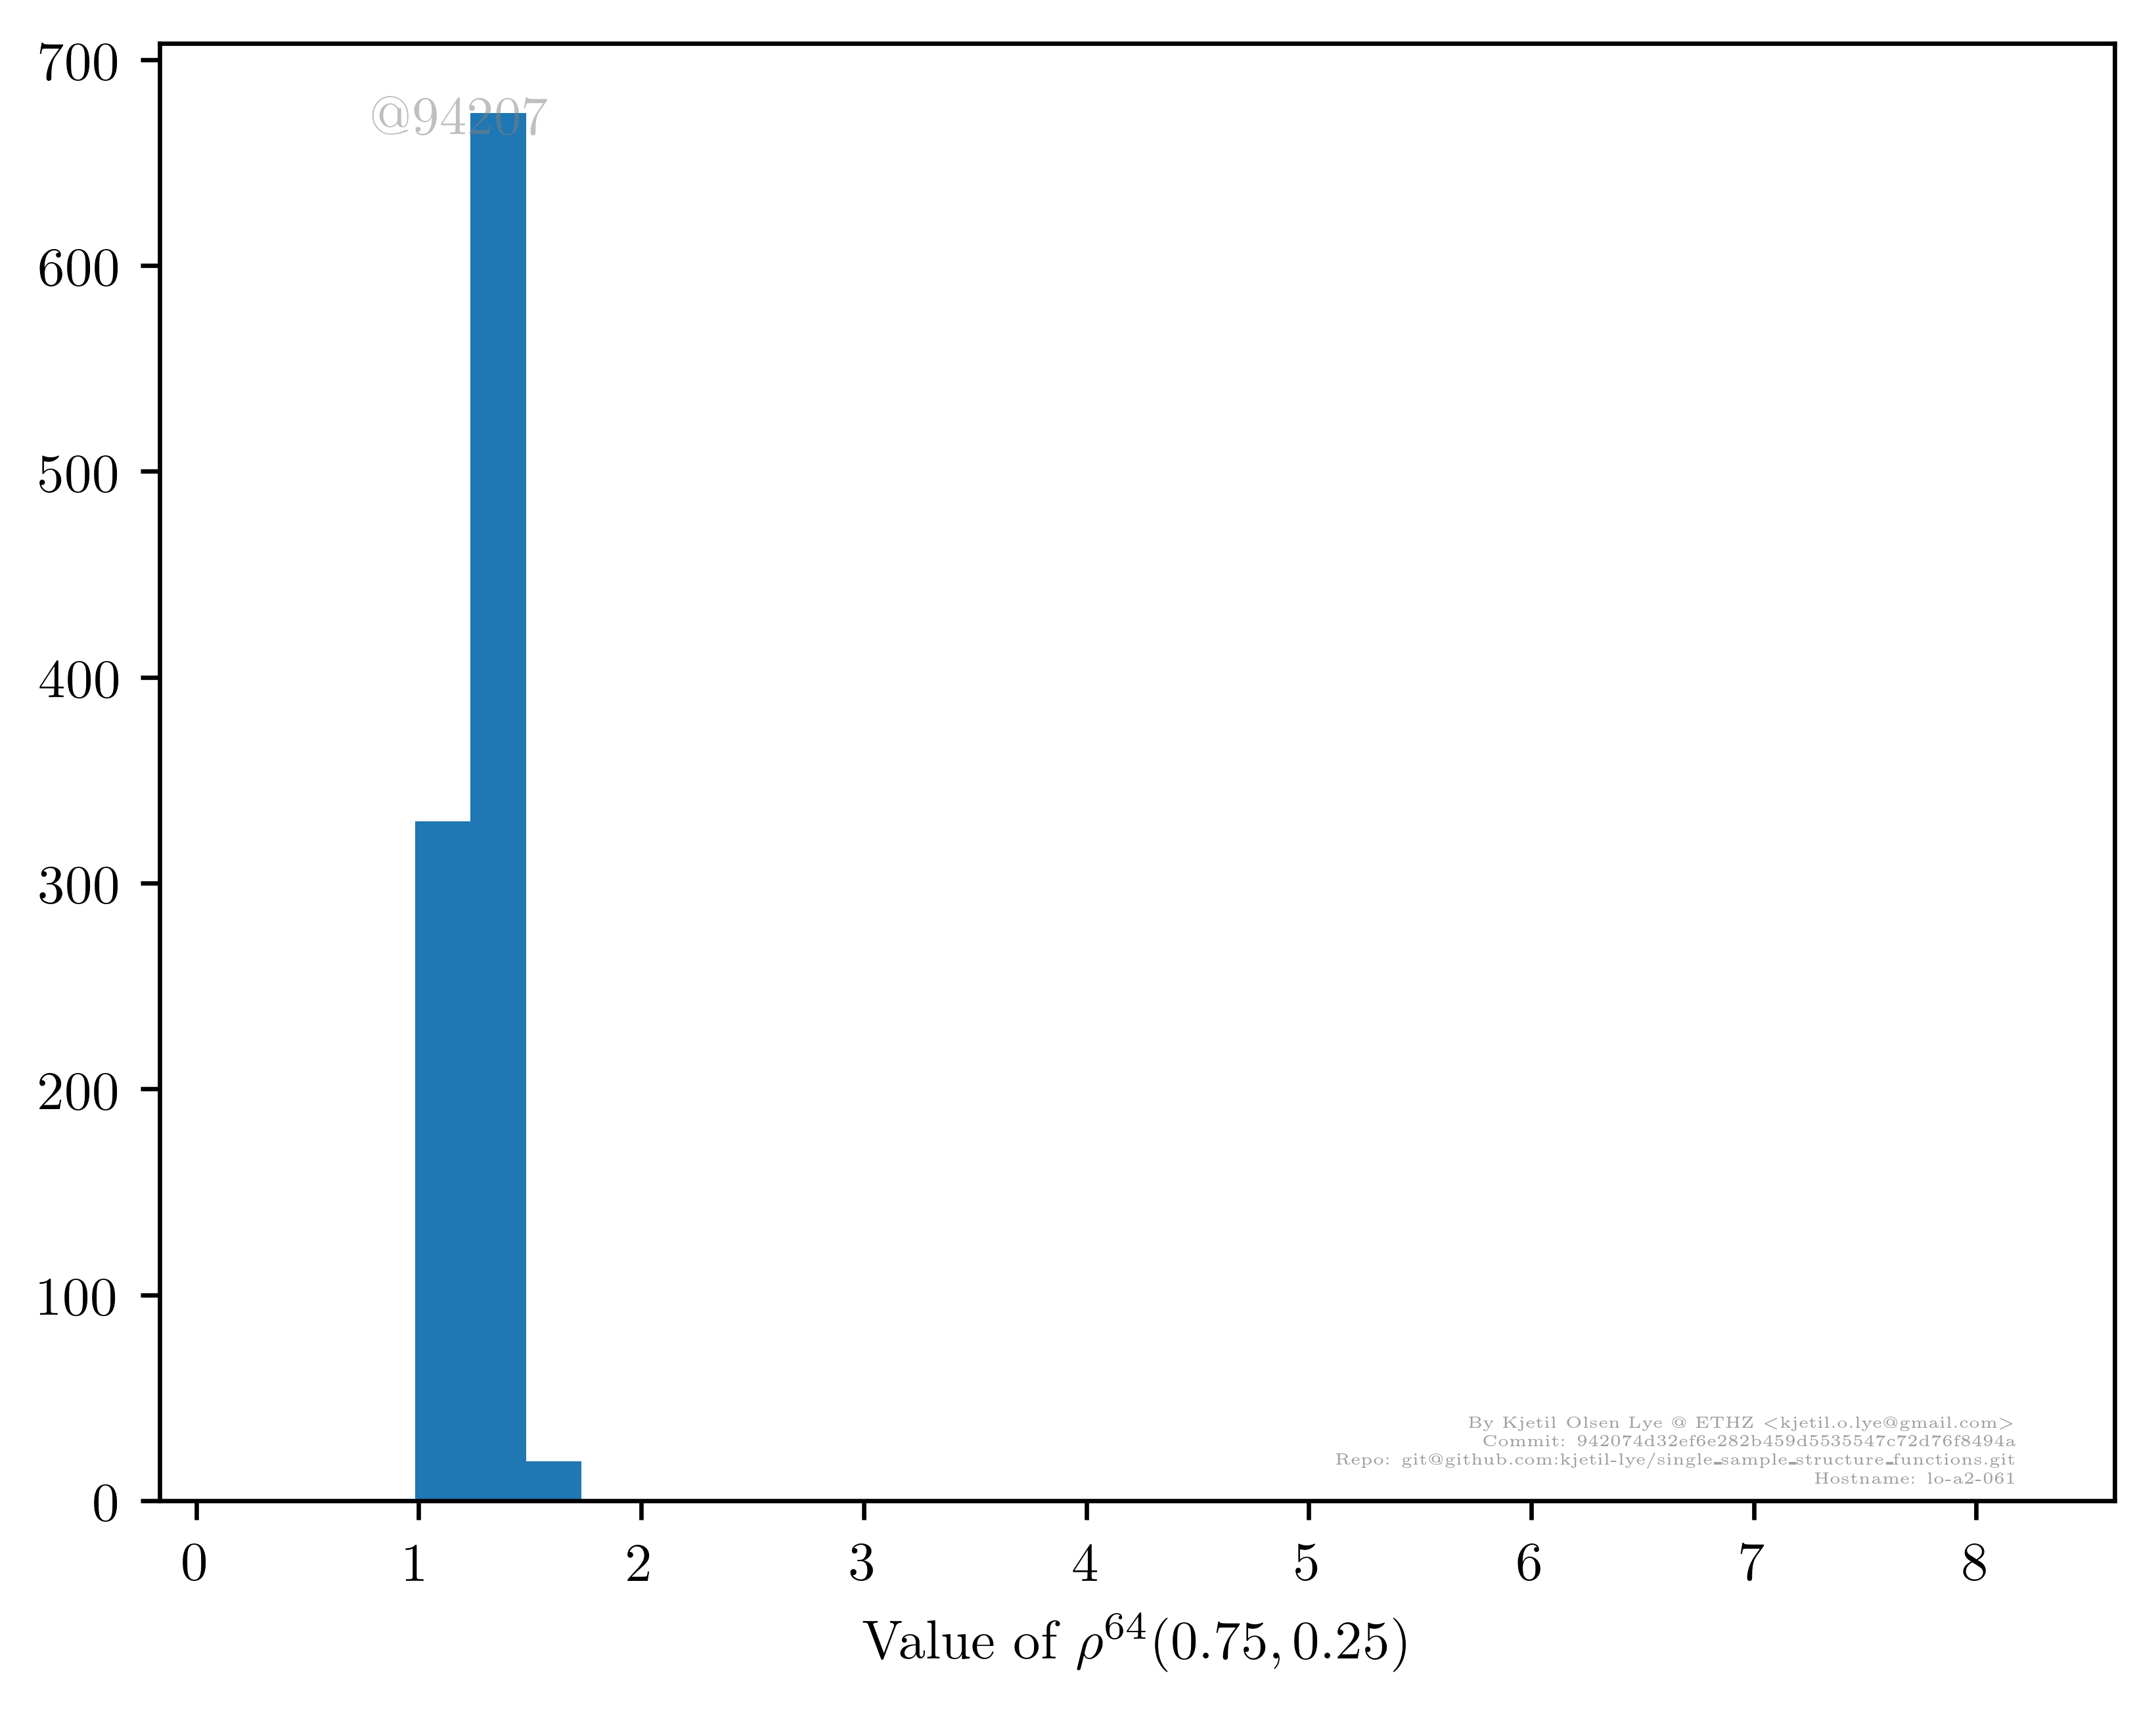 700
@94207
600
500
400
300
200
100
0
By Kjetil Olsen Lye @ ETHZ <kjetil.o.lye@gmail.com>
Commit: 942074d32ef6e282b459d5535547c72d76f8494a
Repo: git@github.com:kjetil-lye/single_sample_structure_functions.git
Hostname: lo-a2-061
0 1 2 3 4 5 6 7 8
Value of ρ⁶⁴(0.75, 0.25)